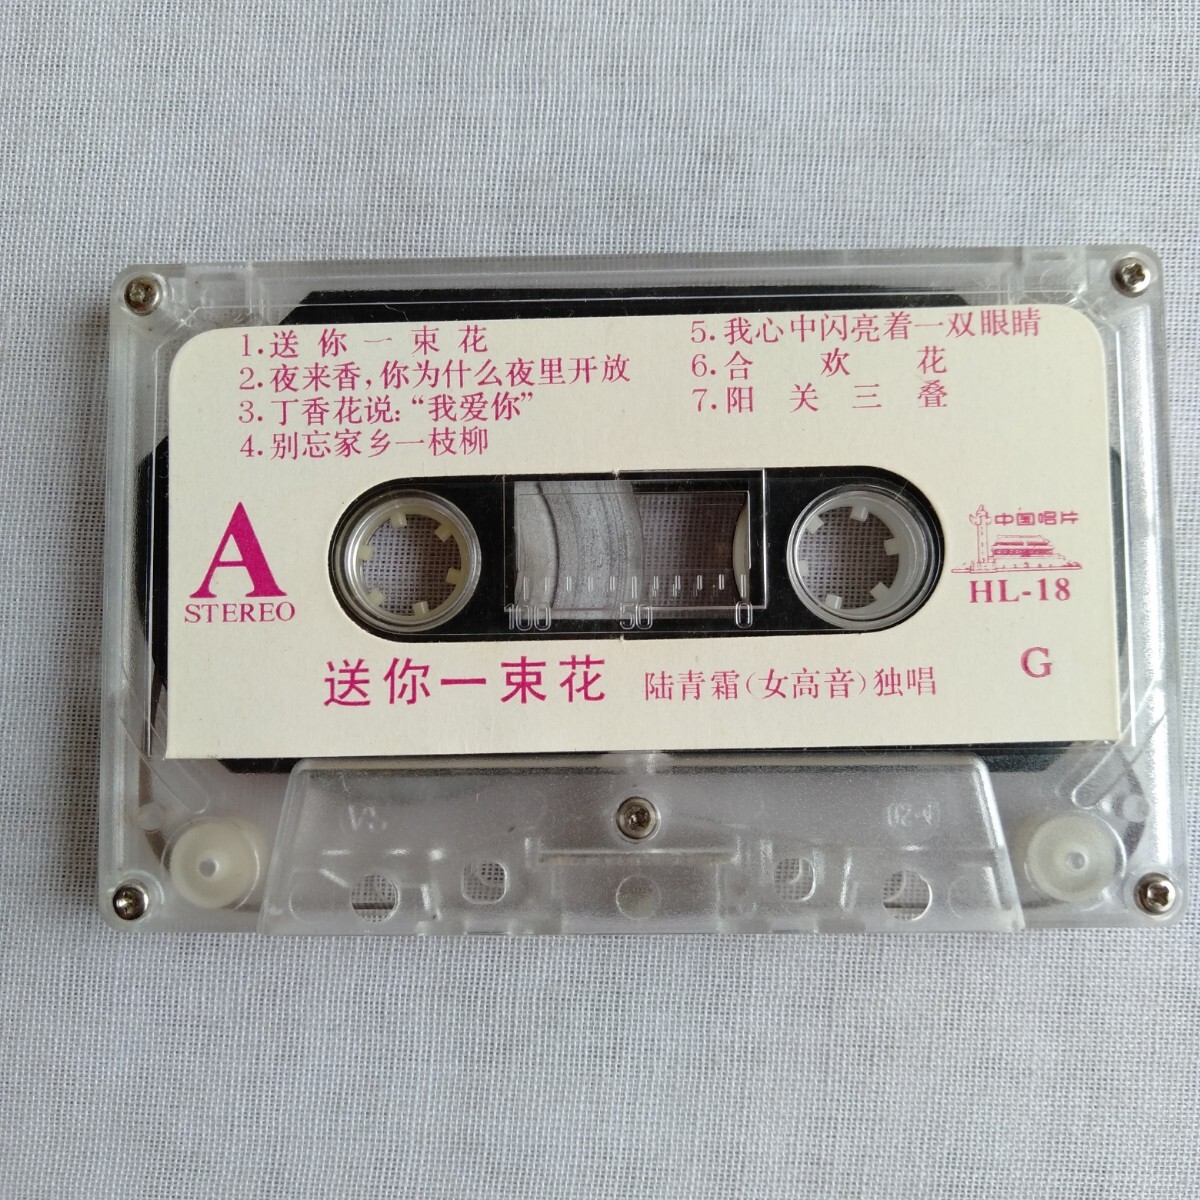 1.送你一束花
2.夜来香,你为什么夜里开放
3.丁香花说:“我爱你”
4.别忘家乡一枝柳
5.我心中闪亮着一双眼睛
6.合欢花
7.阳关三叠
A
STEREO
100 50 0
中国唱片
HL-18
送你一束花 陆青霜(女高音)独唱
G